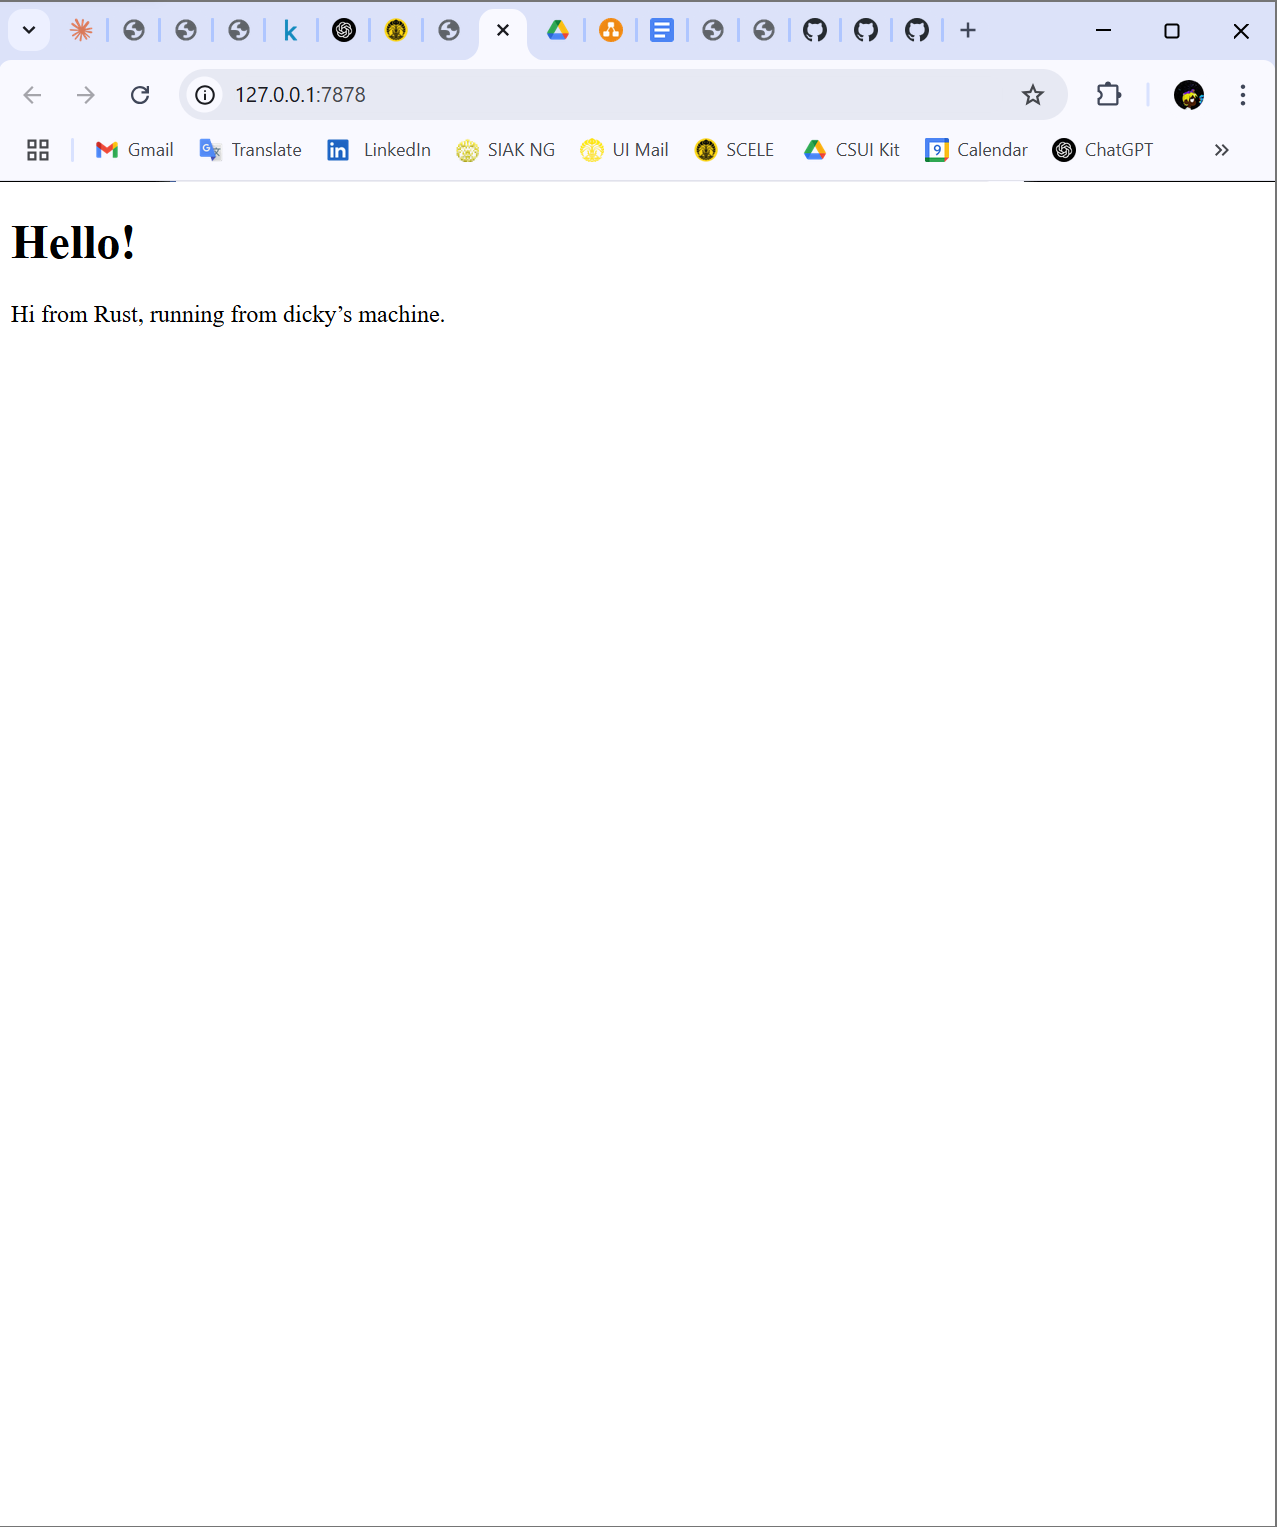 127.0.0.1:7878
Gmail Translate LinkedIn SIAK NG UI Mail SCELE CSUI Kit 9 Calendar ChatGPT
Hello!
Hi from Rust, running from dicky’s machine.